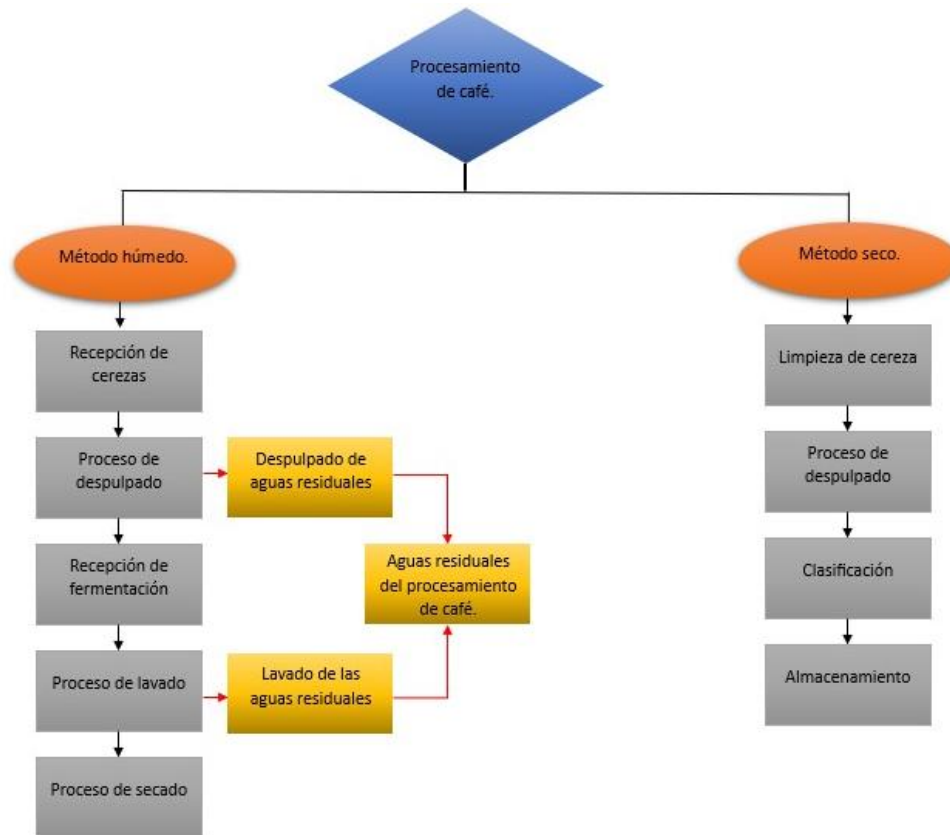 Procesamiento
de café.
Método húmedo.
Método seco.
Recepción de
cerezas
Limpieza de cereza
Proceso de
despulpado
Despulpado de
aguas residuales
Proceso de
despulpado
Recepción de
fermentación
Aguas residuales
del procesamiento
de café.
Clasificación
Proceso de lavado
Lavado de las
aguas residuales
Almacenamiento
Proceso de secado